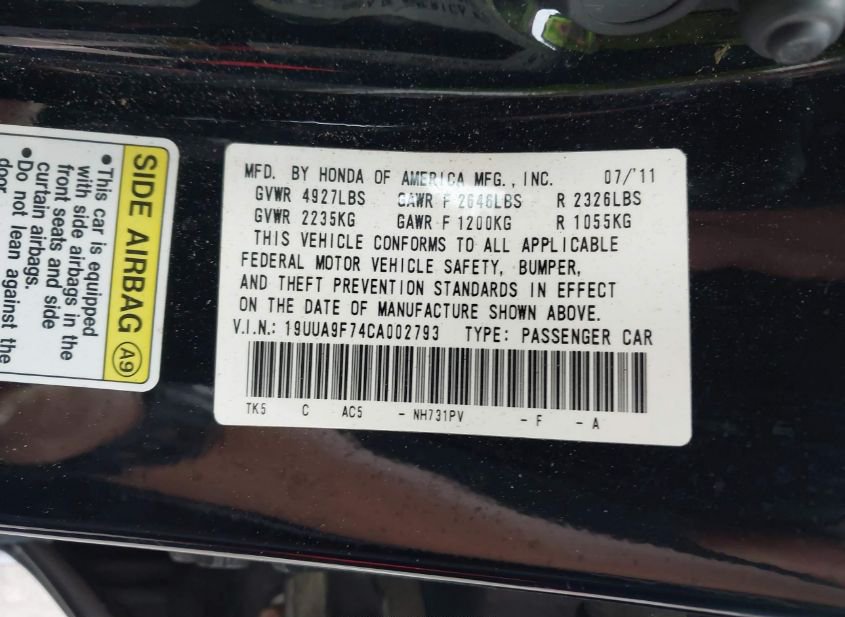 SIDE AIRBAG A9
•This car is equipped
with side airbags in the
front seats and side
curtain airbags.
•Do not lean against the
door
MFD. BY HONDA OF AMERICA MFG., INC. 07/'11
GVWR 4927LBS GAWR F 2646LBS R 2326LBS
GVWR 2235KG GAWR F 1200KG R 1055KG
THIS VEHICLE CONFORMS TO ALL APPLICABLE
FEDERAL MOTOR VEHICLE SAFETY, BUMPER,
AND THEFT PREVENTION STANDARDS IN EFFECT
ON THE DATE OF MANUFACTURE SHOWN ABOVE.
V.I.N.: 19UUA9F74CA002793 TYPE: PASSENGER CAR
TK5 C AC5 - NH731PV - F - A